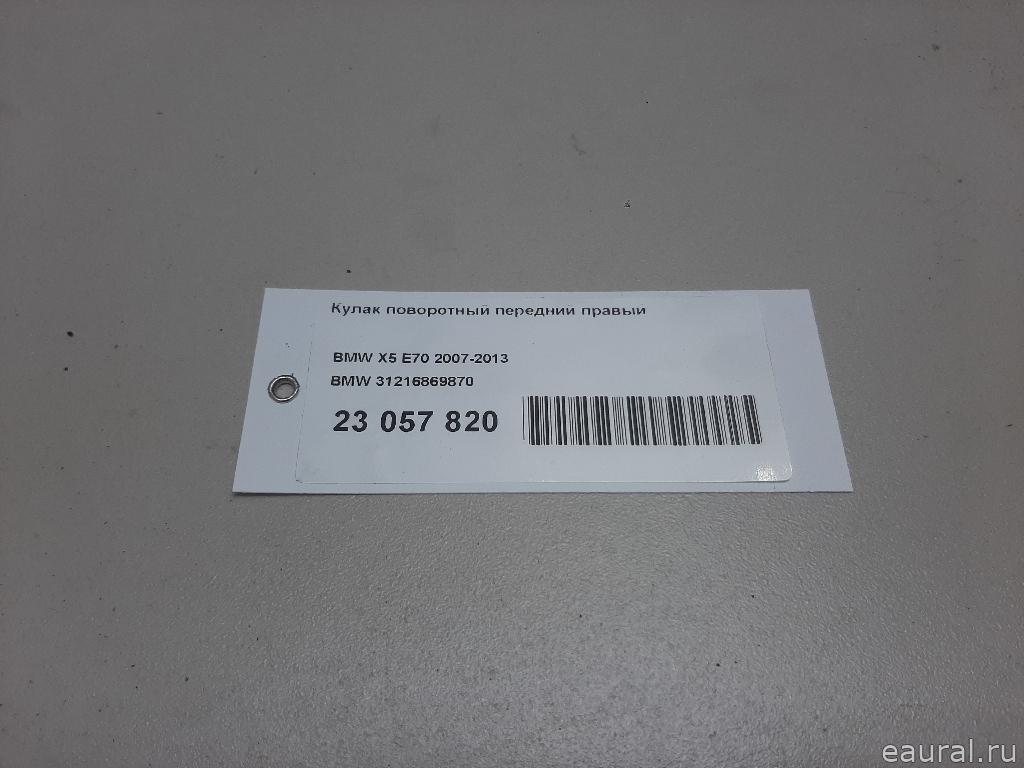 Кулак поворотный передний правый
BMW X5 E70 2007-2013
BMW 31216869870
23 057 820
eaural.ru